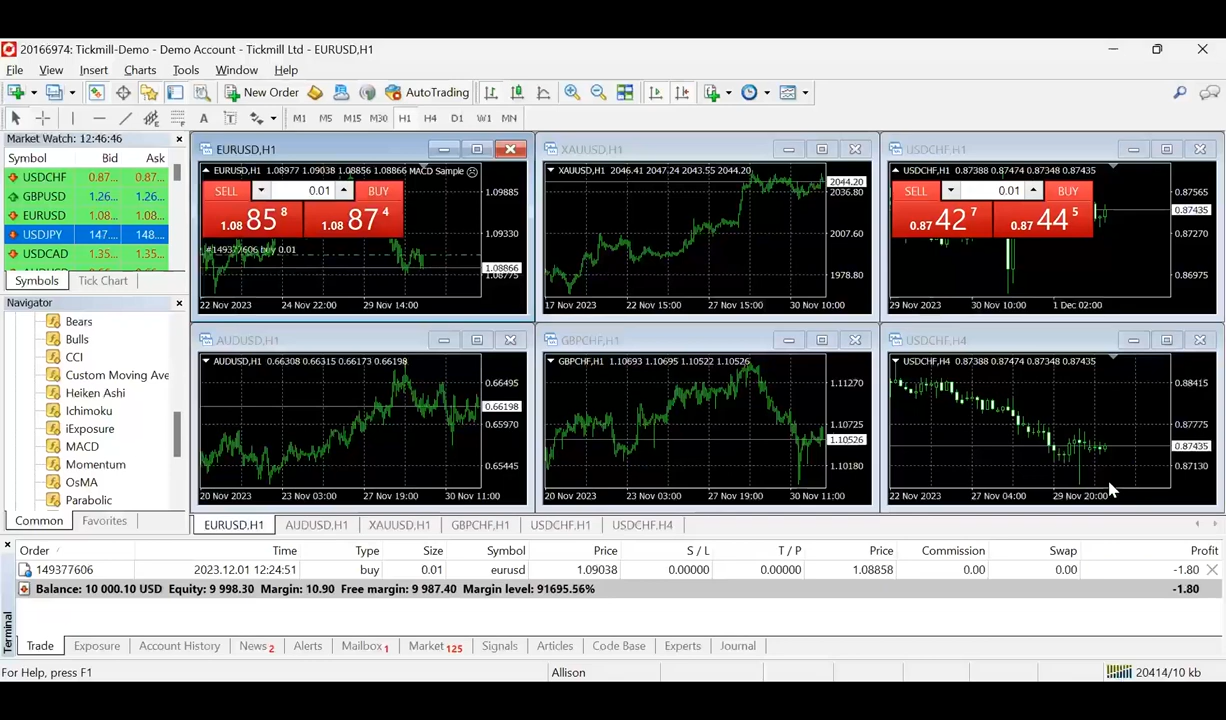 20166974: Tickmill-Demo - Demo Account - Tickmill Ltd - EURUSD,H1
File View Insert Charts Tools Window Help
New Order AutoTrading
A T M1 M5 M15 M30 H1 H4 D1 W1 MN
Market Watch: 12:46:46
Symbol Bid Ask
USDCHF 0.87... 0.87...
GBPUSD 1.26... 1.26...
EURUSD 1.08... 1.08...
USDJPY 147.... 148....
USDCAD 1.35... 1.35...
Symbols Tick Chart
Navigator
Bears
Bulls
CCI
Custom Moving Ave
Heiken Ashi
Ichimoku
iExposure
MACD
Momentum
OsMA
Parabolic
Common Favorites
EURUSD,H1
EURUSD,H1 1.08977 1.09038 1.08856 1.08866 MACD Sample
SELL 0.01 BUY
1.08 85 8 1.08 87 4
#149377606 buy 0.01
1.09885
1.09330
1.08866
1.08775
22 Nov 2023 24 Nov 22:00 29 Nov 14:00
XAUUSD,H1
XAUUSD,H1 2046.41 2047.24 2043.55 2044.20
2044.20
2036.80
2007.60
1978.80
17 Nov 2023 22 Nov 15:00 27 Nov 15:00 30 Nov 10:00
USDCHF,H1
USDCHF,H1 0.87388 0.87474 0.87348 0.87435
SELL 0.01 BUY
0.87 42 7 0.87 44 5
0.87565
0.87435
0.87270
0.86975
29 Nov 2023 30 Nov 10:00 1 Dec 02:00
AUDUSD,H1
AUDUSD,H1 0.66308 0.66315 0.66173 0.66198
0.66495
0.66198
0.65970
0.65445
20 Nov 2023 23 Nov 03:00 27 Nov 19:00 30 Nov 11:00
GBPCHF,H1
GBPCHF,H1 1.10693 1.10695 1.10522 1.10526
1.11270
1.10725
1.10526
1.10180
20 Nov 2023 23 Nov 03:00 27 Nov 19:00 30 Nov 11:00
USDCHF,H4
USDCHF,H4 0.87388 0.87474 0.87348 0.87435
0.88415
0.87775
0.87435
0.87130
22 Nov 2023 27 Nov 04:00 29 Nov 20:00
EURUSD,H1 AUDUSD,H1 XAUUSD,H1 GBPCHF,H1 USDCHF,H1 USDCHF,H4
Order Time Type Size Symbol Price S / L T / P Price Commission Swap Profit
149377606 2023.12.01 12:24:51 buy 0.01 eurusd 1.09038 0.00000 0.00000 1.08858 0.00 0.00 -1.80
Balance: 10 000.10 USD Equity: 9 998.30 Margin: 10.90 Free margin: 9 987.40 Margin level: 91695.56% -1.80
Terminal
Trade Exposure Account History News 2 Alerts Mailbox 1 Market 125 Signals Articles Code Base Experts Journal
For Help, press F1 Allison 20414/10 kb